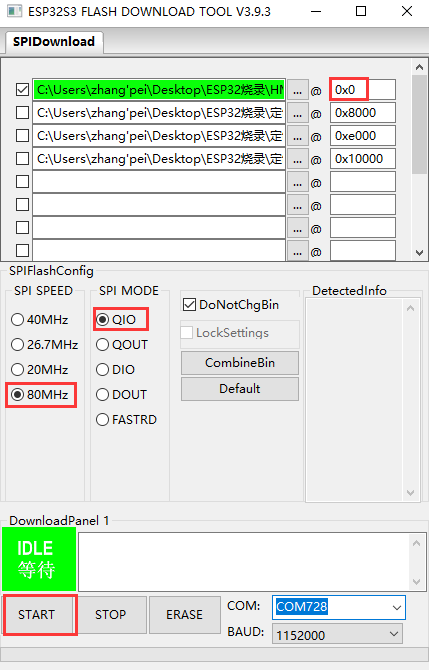 ESP32S3 FLASH DOWNLOAD TOOL V3.9.3
SPIDownload
C:\Users\zhang'pei\Desktop\ESP32烧录\HM ... @ 0x0
C:\Users\zhang'pei\Desktop\ESP32烧录\定 ... @ 0x8000
C:\Users\zhang'pei\Desktop\ESP32烧录\定 ... @ 0xe000
C:\Users\zhang'pei\Desktop\ESP32烧录\定 ... @ 0x10000
... @
... @
... @
... @
SPIFlashConfig
SPI SPEED
40MHz
26.7MHz
20MHz
80MHz
SPI MODE
QIO
QOUT
DIO
DOUT
FASTRD
DoNotChgBin
LockSettings
CombineBin
Default
DetectedInfo
DownloadPanel 1
IDLE
等待
START STOP ERASE
COM: COM728
BAUD: 1152000